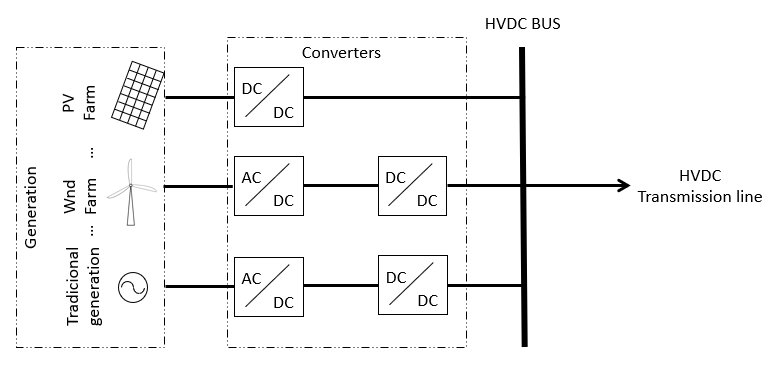 HVDC BUS
Converters
Generation
PV
Farm
...
Wnd
Farm
...
Tradicional
generation
DC
DC
AC
DC
DC
DC
AC
DC
DC
DC
HVDC
Transmission line